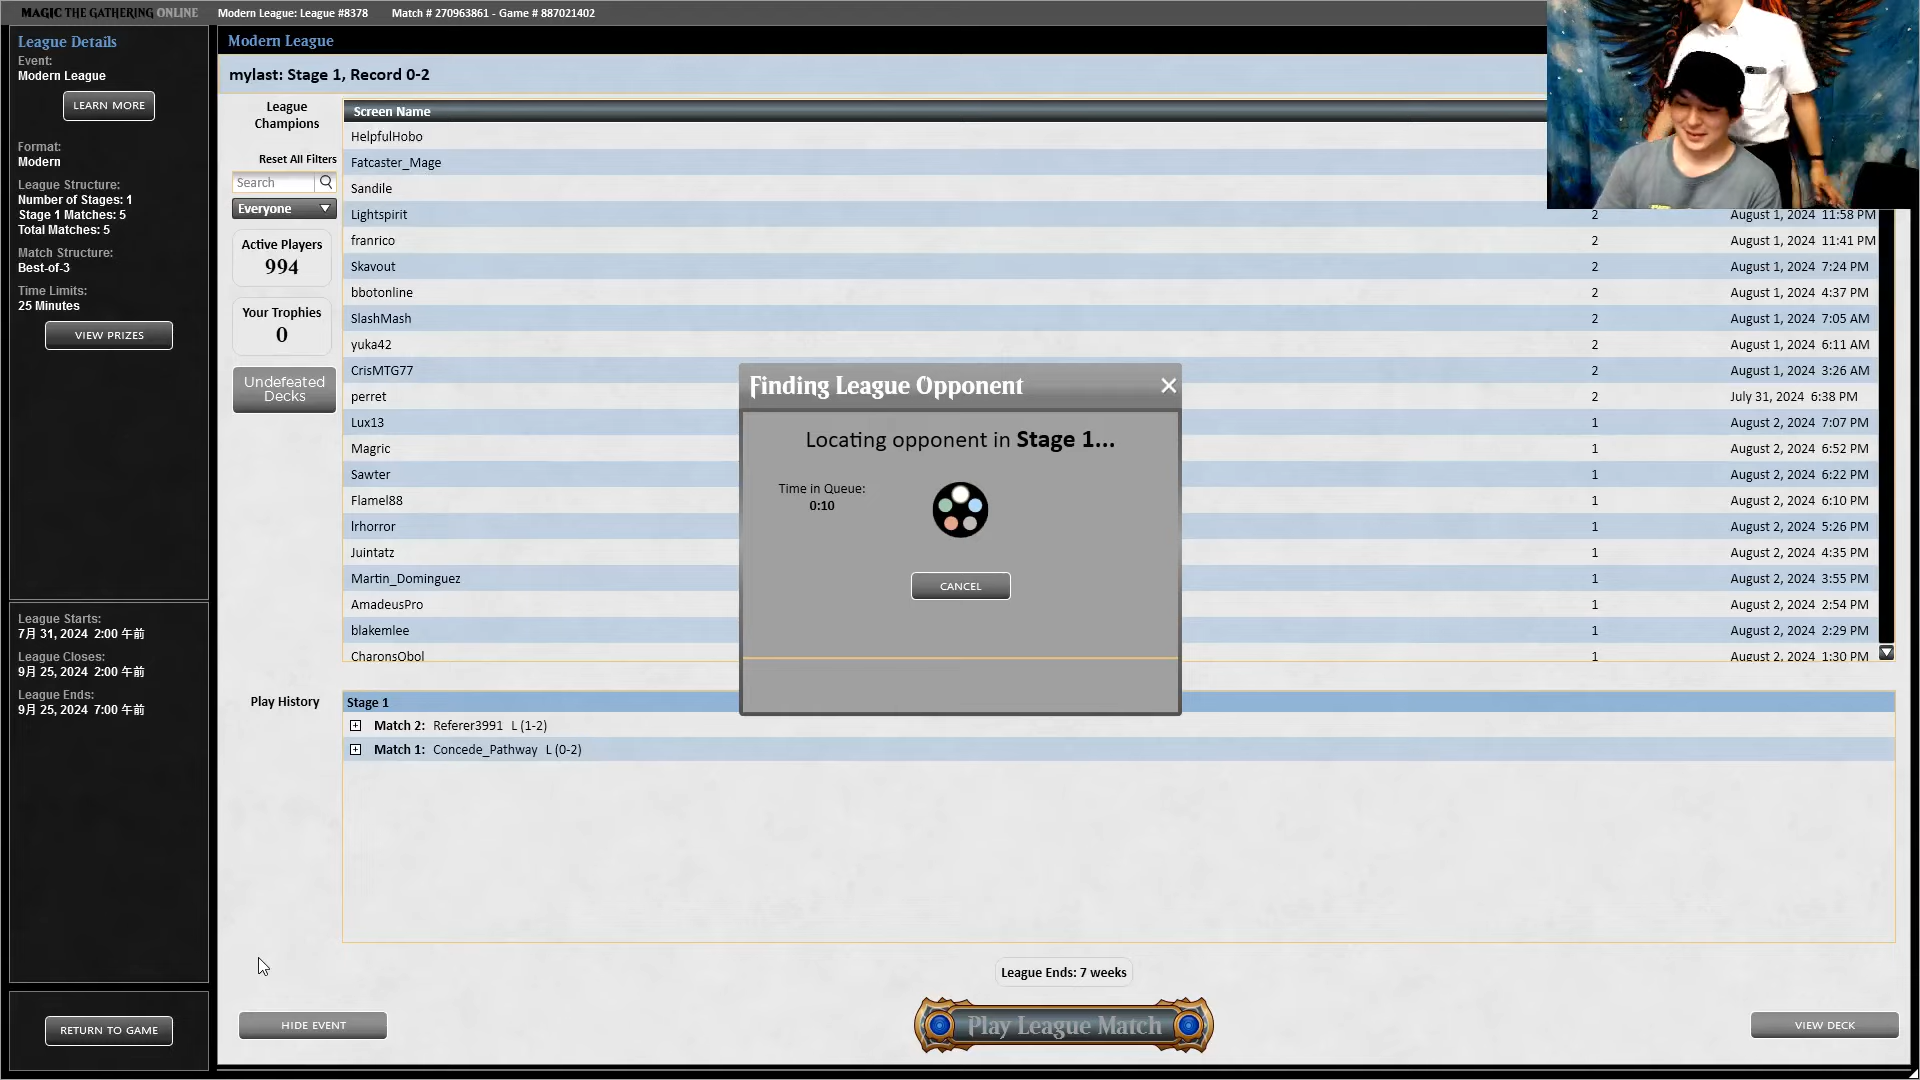 MAGIC THE GATHERING ONLINE
Modern League: League #8378
Match # 270963861 - Game # 887021402
League Details
Event:
Modern League
LEARN MORE
Format:
Modern
League Structure:
Number of Stages: 1
Stage 1 Matches: 5
Total Matches: 5
Match Structure:
Best-of-3
Time Limits:
25 Minutes
VIEW PRIZES
League Starts:
7月 31, 2024 2:00 午前
League Closes:
9月 25, 2024 2:00 午前
League Ends:
9月 25, 2024 7:00 午前
RETURN TO GAME
Modern League
mylast: Stage 1, Record 0-2
League
Champions
Reset All Filters
Search
Everyone
Active Players
994
Your Trophies
0
Undefeated
Decks
Screen Name
HelpfulHobo
Fatcaster_Mage
Sandile
Lightspirit 2 August 1, 2024 11:58 PM
franrico 2 August 1, 2024 11:41 PM
Skavout 2 August 1, 2024 7:24 PM
bbotonline 2 August 1, 2024 4:37 PM
SlashMash 2 August 1, 2024 7:05 AM
yuka42 2 August 1, 2024 6:11 AM
CrisMTG77 2 August 1, 2024 3:26 AM
perret 2 July 31, 2024 6:38 PM
Lux13 1 August 2, 2024 7:07 PM
Magric 1 August 2, 2024 6:52 PM
Sawter 1 August 2, 2024 6:22 PM
Flamel88 1 August 2, 2024 6:10 PM
lrhorror 1 August 2, 2024 5:26 PM
Juintatz 1 August 2, 2024 4:35 PM
Martin_Dominguez 1 August 2, 2024 3:55 PM
AmadeusPro 1 August 2, 2024 2:54 PM
blakemlee 1 August 2, 2024 2:29 PM
CharonsObol 1 August 2, 2024 1:30 PM
Finding League Opponent
Locating opponent in Stage 1...
Time in Queue:
0:10
CANCEL
Play History
Stage 1
Match 2: Referer3991 L (1-2)
Match 1: Concede_Pathway L (0-2)
League Ends: 7 weeks
HIDE EVENT
Play League Match
VIEW DECK